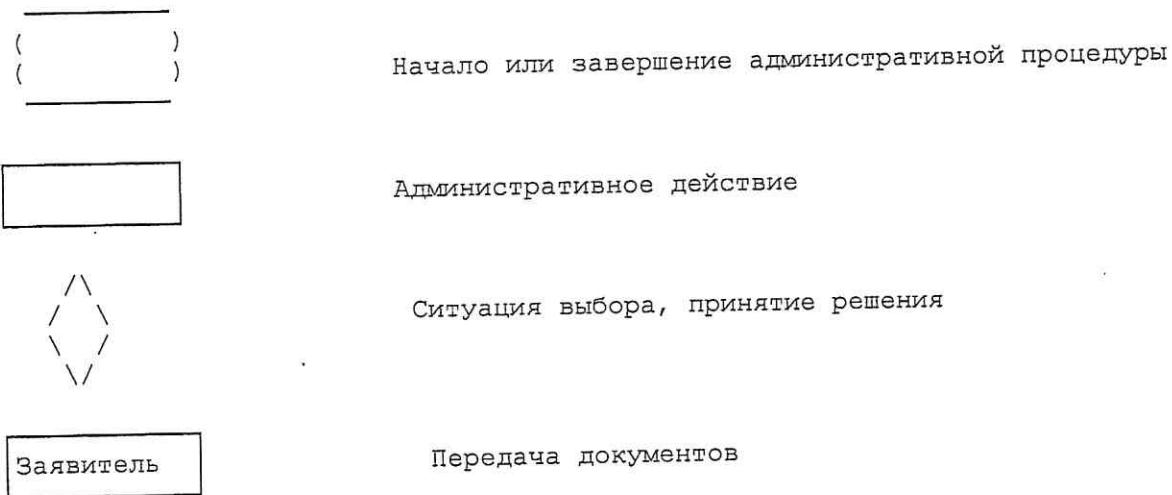 Начало или завершение административной процедуры
Административное действие
Ситуация выбора, принятие решения
Заявитель
Передача документов